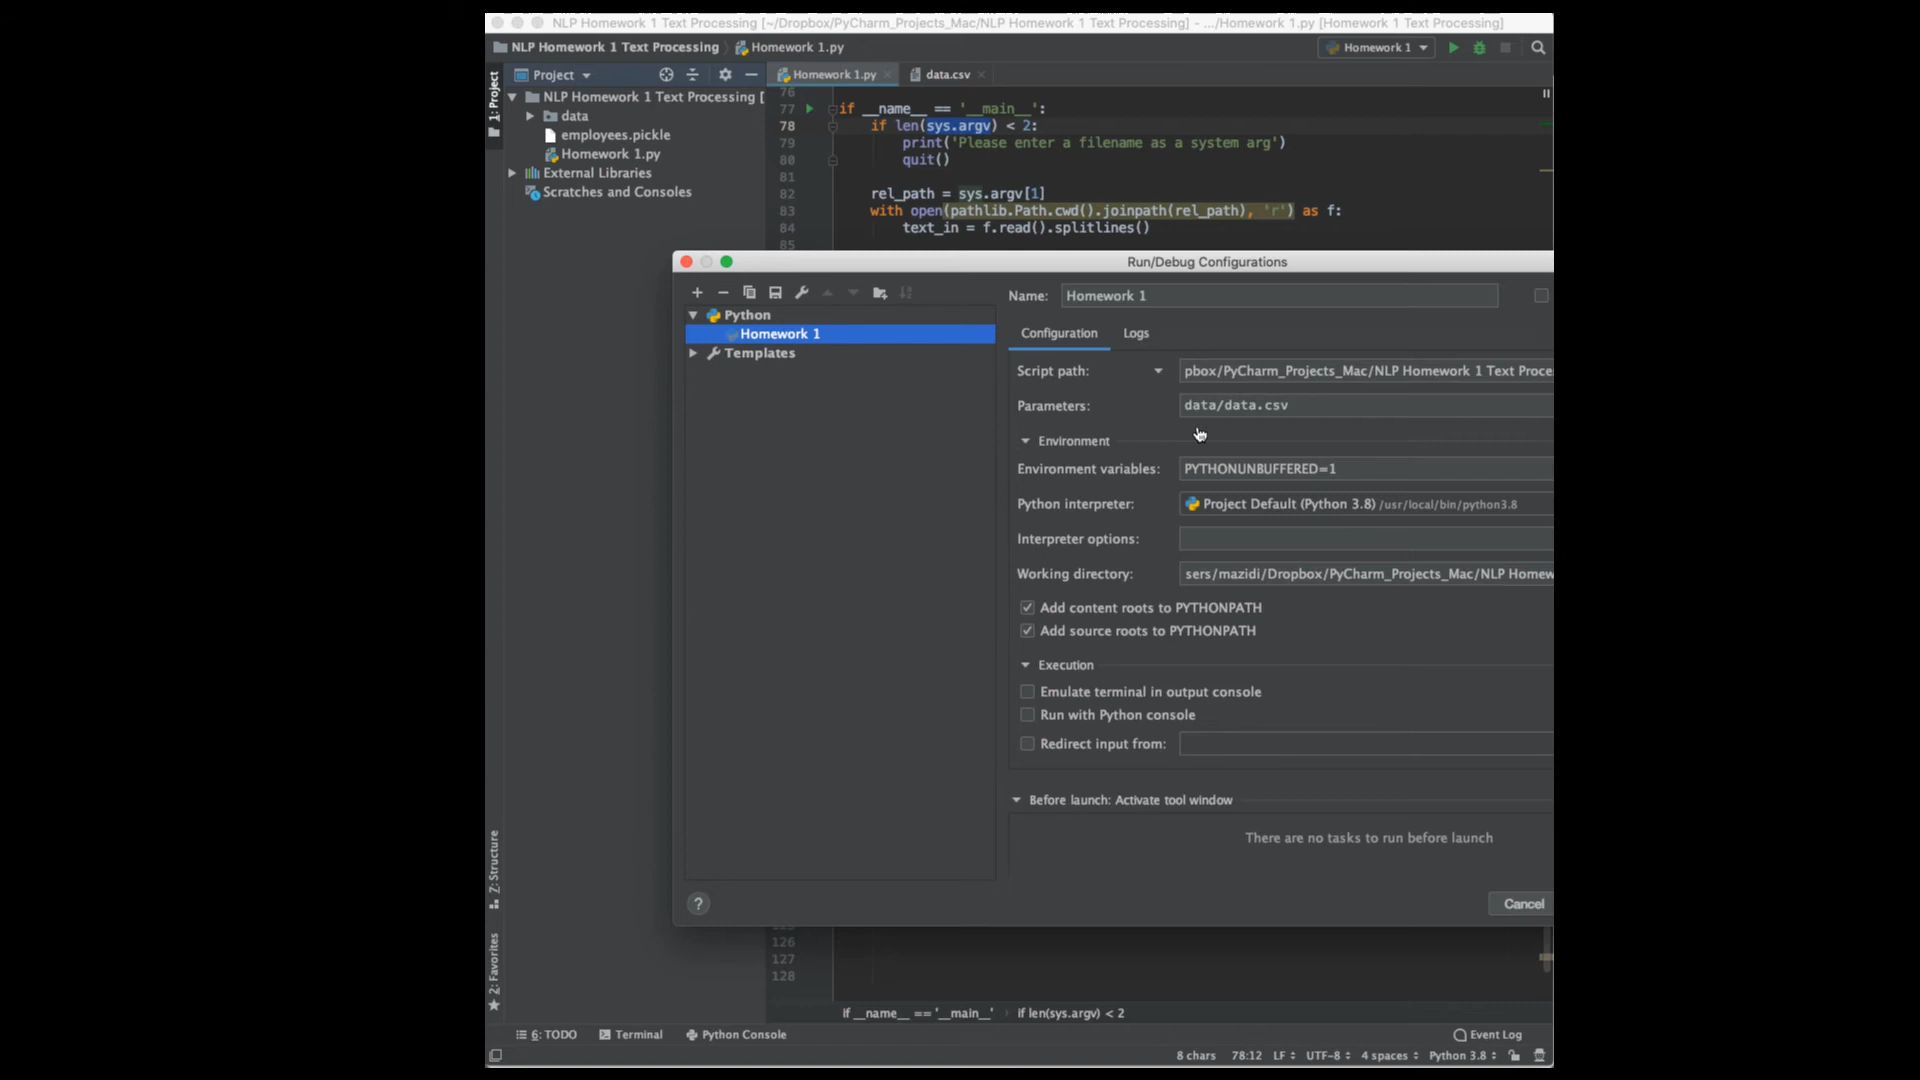 NLP Homework 1 Text Processing [~/Dropbox/PyCharm_Projects_Mac/NLP Homework 1 Text Processing] - .../Homework 1.py [Homework 1 Text Processing]
NLP Homework 1 Text Processing
Homework 1.py
Homework 1
1: Project
Project
Homework 1.py
data.csv
NLP Homework 1 Text Processing [
data
employees.pickle
Homework 1.py
External Libraries
Scratches and Consoles
76
77 if __name__ == '__main__':
78 if len(sys.argv) < 2:
79 print('Please enter a filename as a system arg')
80 quit()
81
82 rel_path = sys.argv[1]
83 with open(pathlib.Path.cwd().joinpath(rel_path), 'r') as f:
84 text_in = f.read().splitlines()
85
Run/Debug Configurations
Python
Homework 1
Templates
Name: Homework 1
Configuration Logs
Script path: pbox/PyCharm_Projects_Mac/NLP Homework 1 Text Proce
Parameters: data/data.csv
Environment
Environment variables: PYTHONUNBUFFERED=1
Python interpreter: Project Default (Python 3.8) /usr/local/bin/python3.8
Interpreter options:
Working directory: sers/mazidi/Dropbox/PyCharm_Projects_Mac/NLP Homew
Add content roots to PYTHONPATH
Add source roots to PYTHONPATH
Execution
Emulate terminal in output console
Run with Python console
Redirect input from:
Before launch: Activate tool window
There are no tasks to run before launch
?
Cancel
126
127
128
Z: Structure
2: Favorites
if __name__ == '__main__' › if len(sys.argv) < 2
6: TODO Terminal Python Console Event Log
8 chars 78:12 LF UTF-8 4 spaces Python 3.8